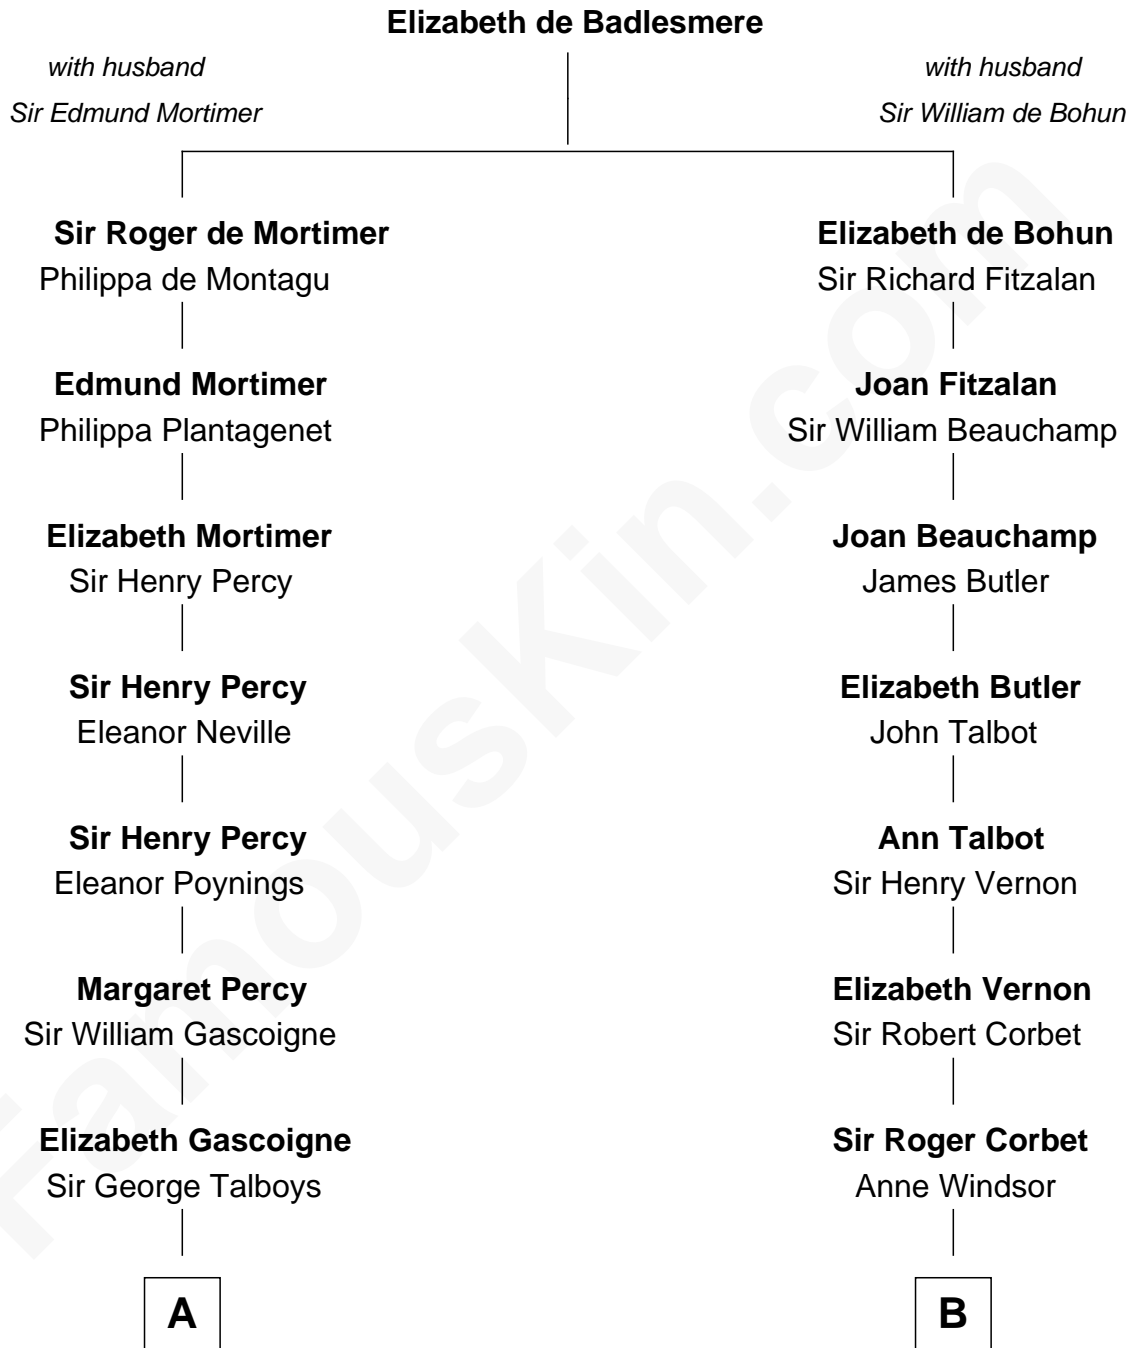 Elizabeth de Badlesmere
with husband
Sir Edmund Mortimer
with husband
Sir William de Bohun
Sir Roger de Mortimer
Philippa de Montagu
Elizabeth de Bohun
Sir Richard Fitzalan
Edmund Mortimer
Philippa Plantagenet
Joan Fitzalan
Sir William Beauchamp
Elizabeth Mortimer
Sir Henry Percy
Joan Beauchamp
James Butler
Sir Henry Percy
Eleanor Neville
Elizabeth Butler
John Talbot
Sir Henry Percy
Eleanor Poynings
Ann Talbot
Sir Henry Vernon
Margaret Percy
Sir William Gascoigne
Elizabeth Vernon
Sir Robert Corbet
Elizabeth Gascoigne
Sir George Talboys
Sir Roger Corbet
Anne Windsor
A
B
FamousKin.com